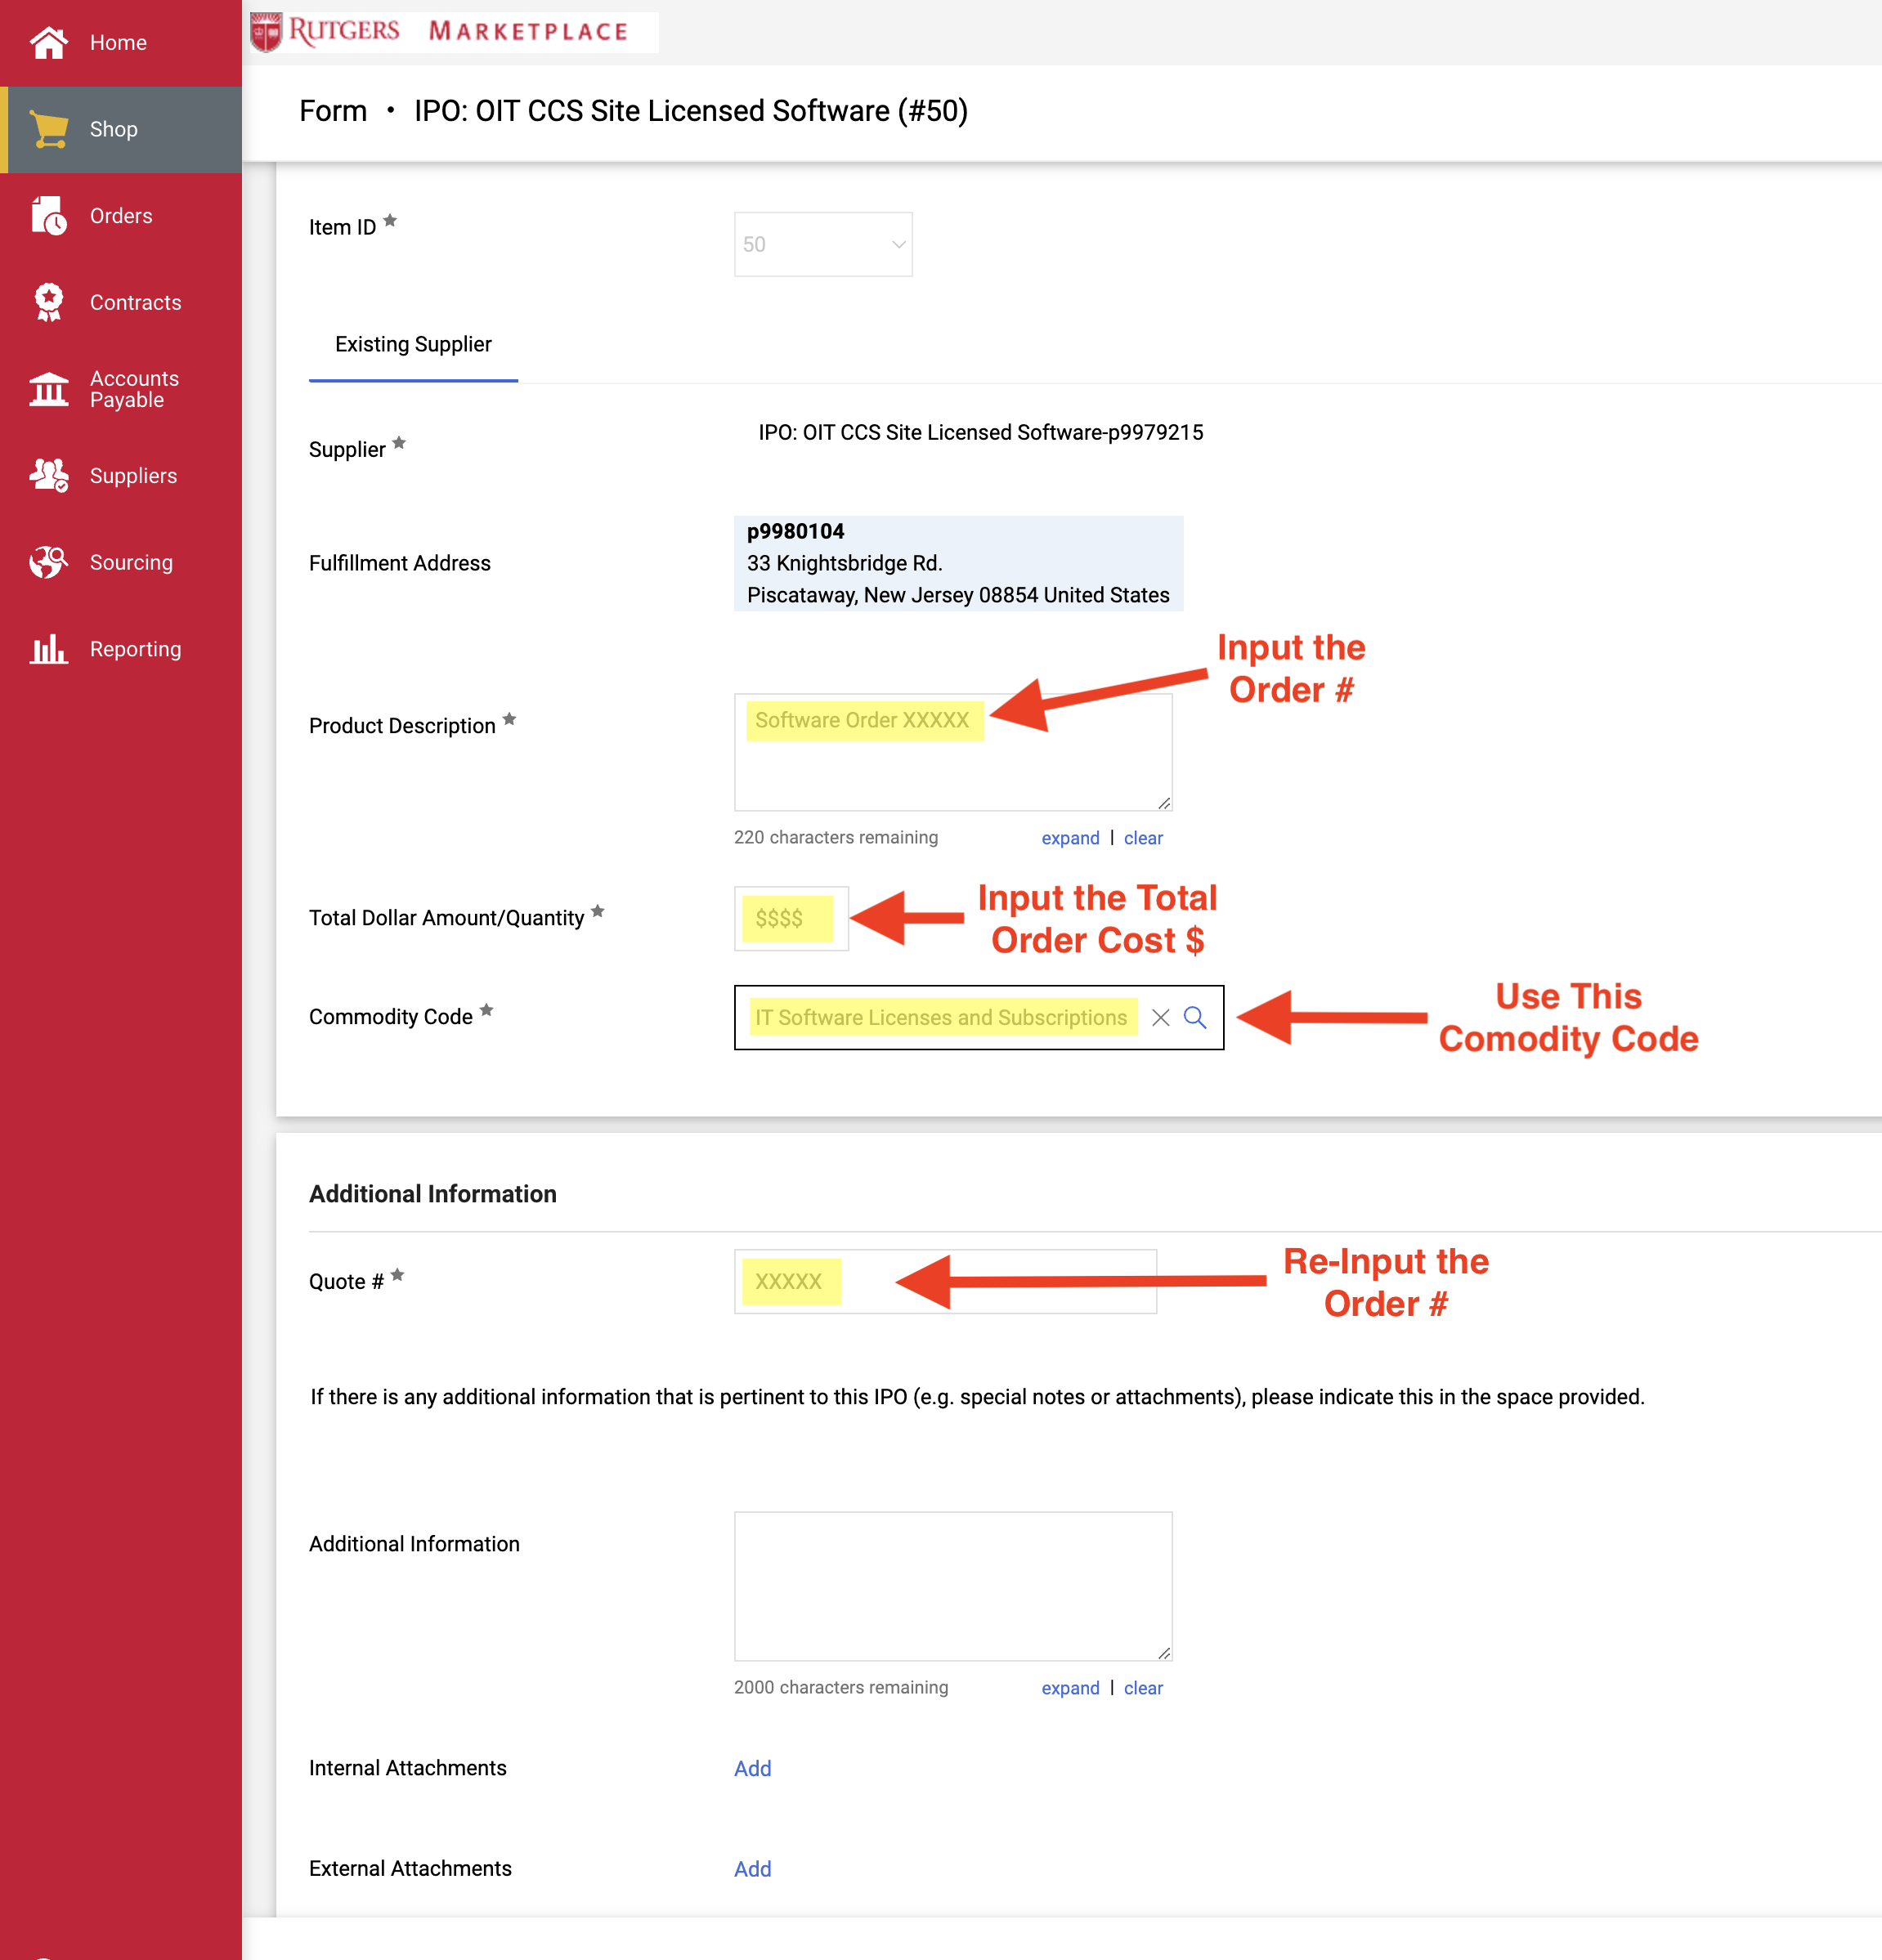 Home
Shop
Orders
Contracts
Accounts
Payable
Suppliers
Sourcing
Reporting
RUTGERS MARKETPLACE
Form • IPO: OIT CCS Site Licensed Software (#50)
Item ID ★
50
Existing Supplier
Supplier ★
IPO: OIT CCS Site Licensed Software-p9979215
Fulfillment Address
p9980104
33 Knightsbridge Rd.
Piscataway, New Jersey 08854 United States
Input the
Order #
Product Description ★
Software Order XXXXX
220 characters remaining
expand | clear
Total Dollar Amount/Quantity ★
$$$$
Input the Total
Order Cost $
Commodity Code ★
IT Software Licenses and Subscriptions
Use This
Comodity Code
Additional Information
Quote # ★
XXXXX
Re-Input the
Order #
If there is any additional information that is pertinent to this IPO (e.g. special notes or attachments), please indicate this in the space provided.
Additional Information
2000 characters remaining
expand | clear
Internal Attachments
Add
External Attachments
Add